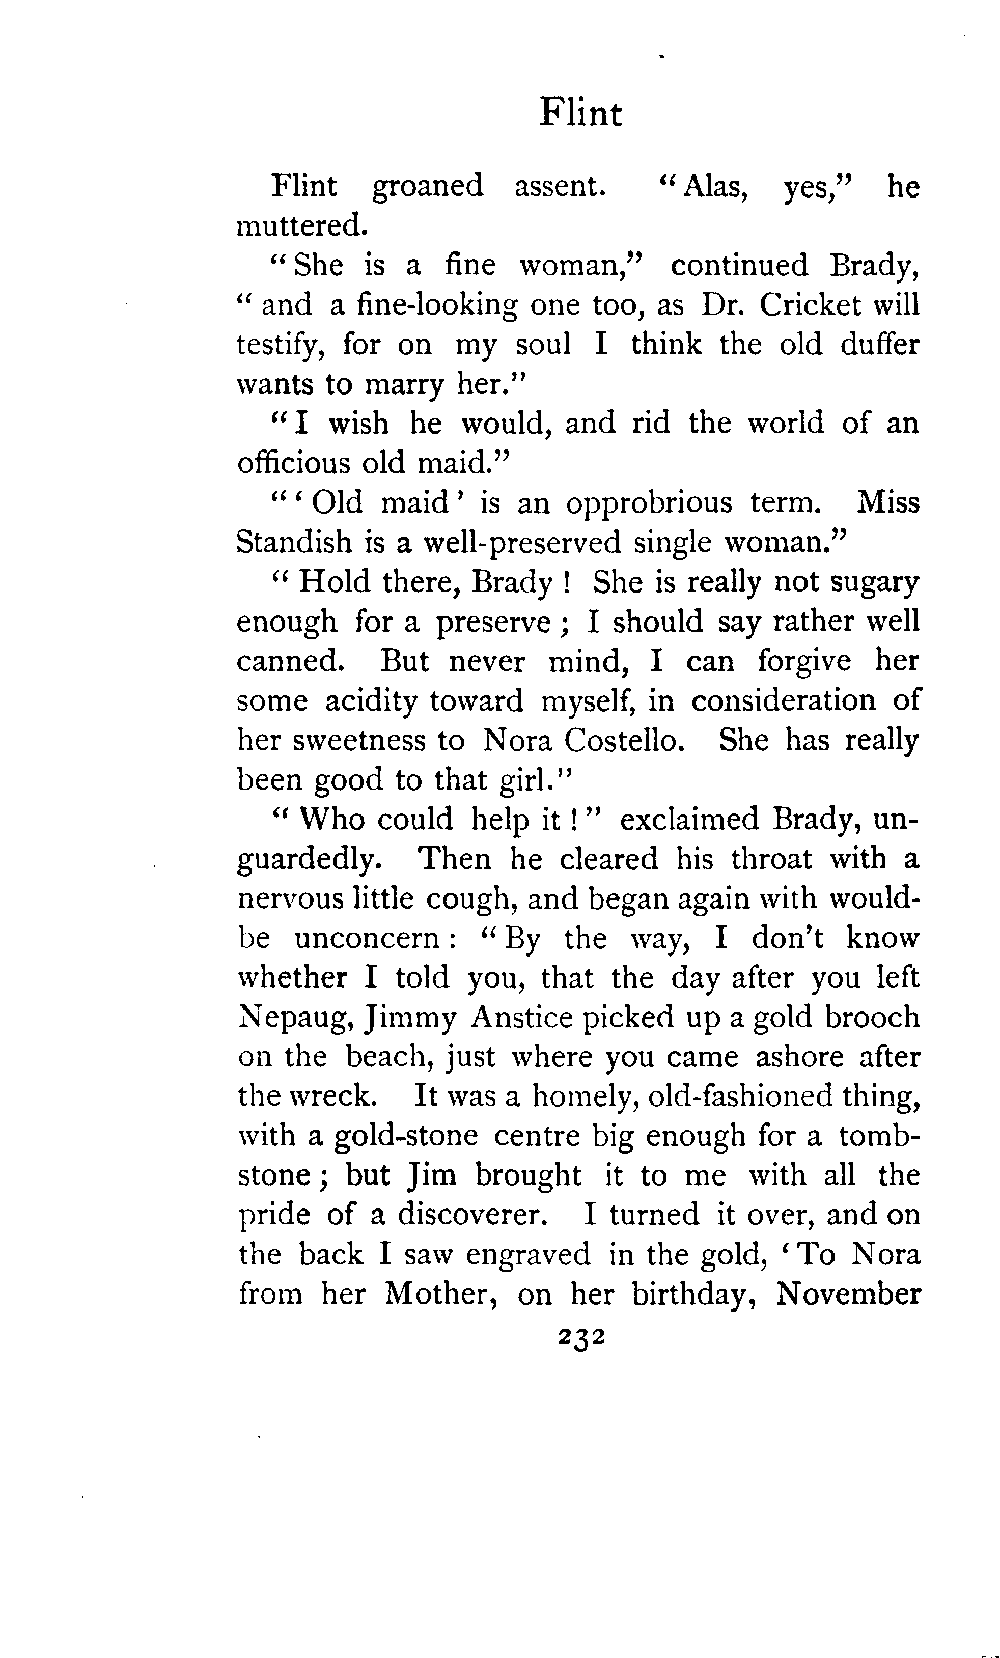 Flint
Flint groaned assent. "Alas, yes," he
muttered.
"She is a fine woman," continued Brady,
"and a fine-looking one too, as Dr. Cricket will
testify, for on my soul I think the old duffer
wants to marry her."
"I wish he would, and rid the world of an
officious old maid."
"'Old maid' is an opprobrious term. Miss
Standish is a well-preserved single woman."
"Hold there, Brady! She is really not sugary
enough for a preserve; I should say rather well
canned. But never mind, I can forgive her
some acidity toward myself, in consideration of
her sweetness to Nora Costello. She has really
been good to that girl."
"Who could help it!" exclaimed Brady, un-
guardedly. Then he cleared his throat with a
nervous little cough, and began again with would-
be unconcern: "By the way, I don't know
whether I told you, that the day after you left
Nepaug, Jimmy Anstice picked up a gold brooch
on the beach, just where you came ashore after
the wreck. It was a homely, old-fashioned thing,
with a gold-stone centre big enough for a tomb-
stone; but Jim brought it to me with all the
pride of a discoverer. I turned it over, and on
the back I saw engraved in the gold, 'To Nora
from her Mother, on her birthday, November
232